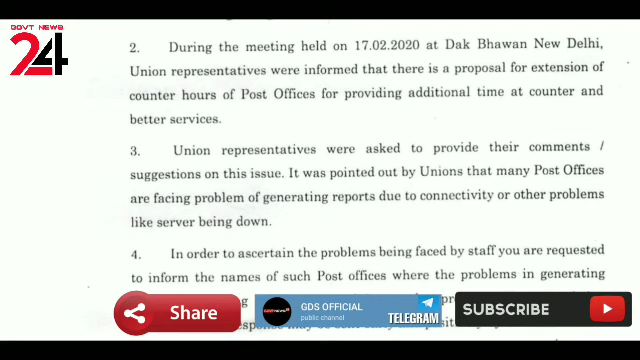 GOVT NEWS
24
2. During the meeting held on 17.02.2020 at Dak Bhawan New Delhi,
Union representatives were informed that there is a proposal for extension of
counter hours of Post Offices for providing additional time at counter and
better services.
3. Union representatives were asked to provide their comments /
suggestions on this issue. It was pointed out by Unions that many Post Offices
are facing problem of generating reports due to connectivity or other problems
like server being down.
4. In order to ascertain the problems being faced by staff you are requested
to inform the names of such Post offices where the problems in generating
Share
GDS OFFICIAL
public channel
TELEGRAM
SUBSCRIBE